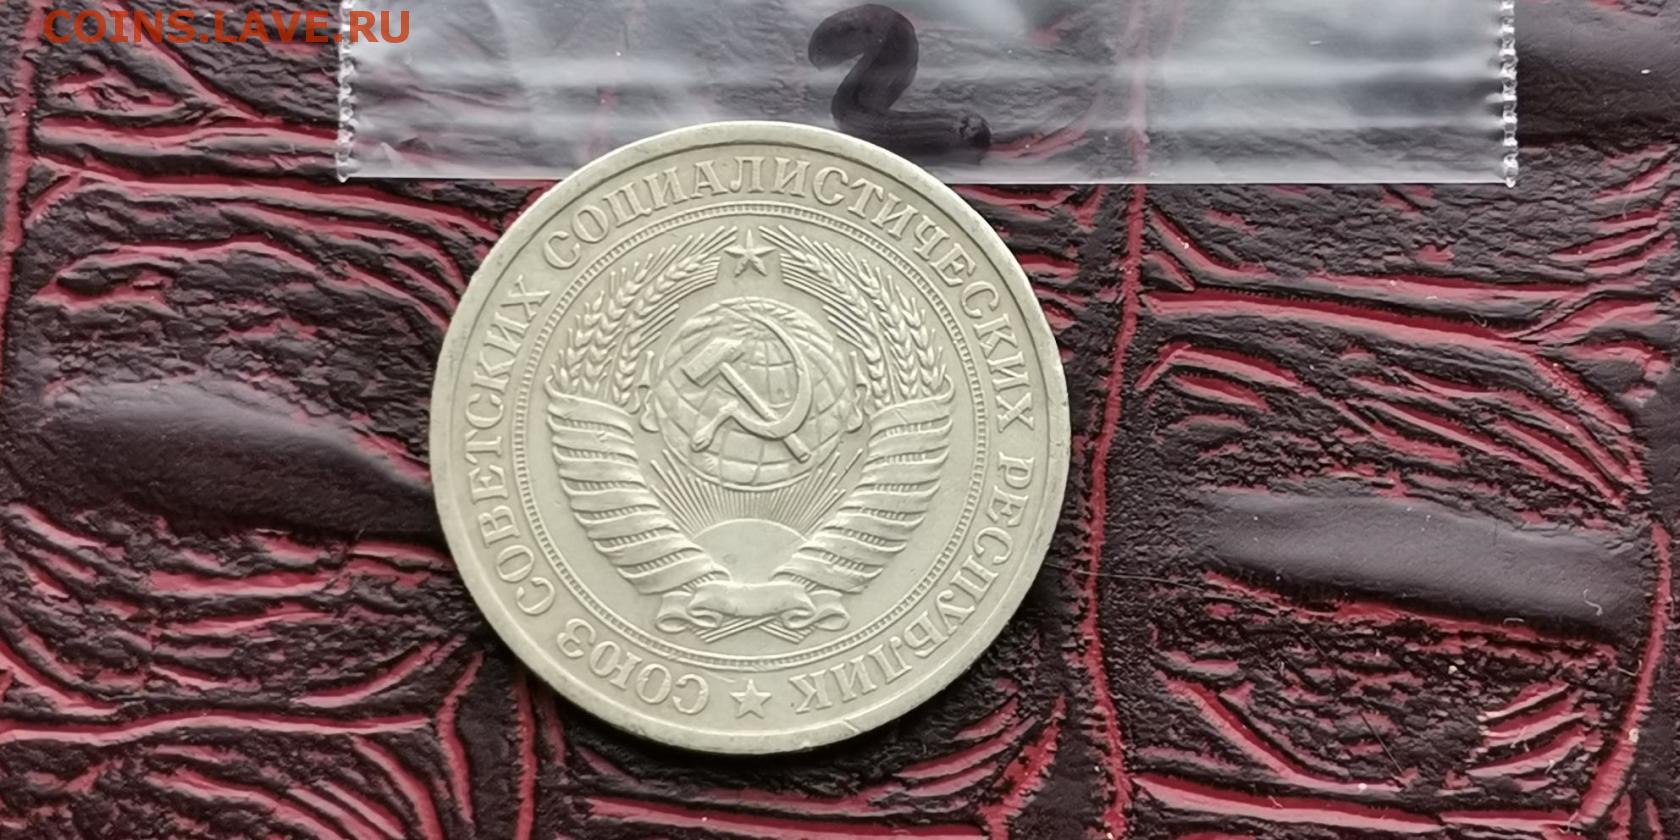 COINS.LAVE.RU
2
СОЮЗ СОВЕТСКИХ СОЦИАЛИСТИЧЕСКИХ РЕСПУБЛИК